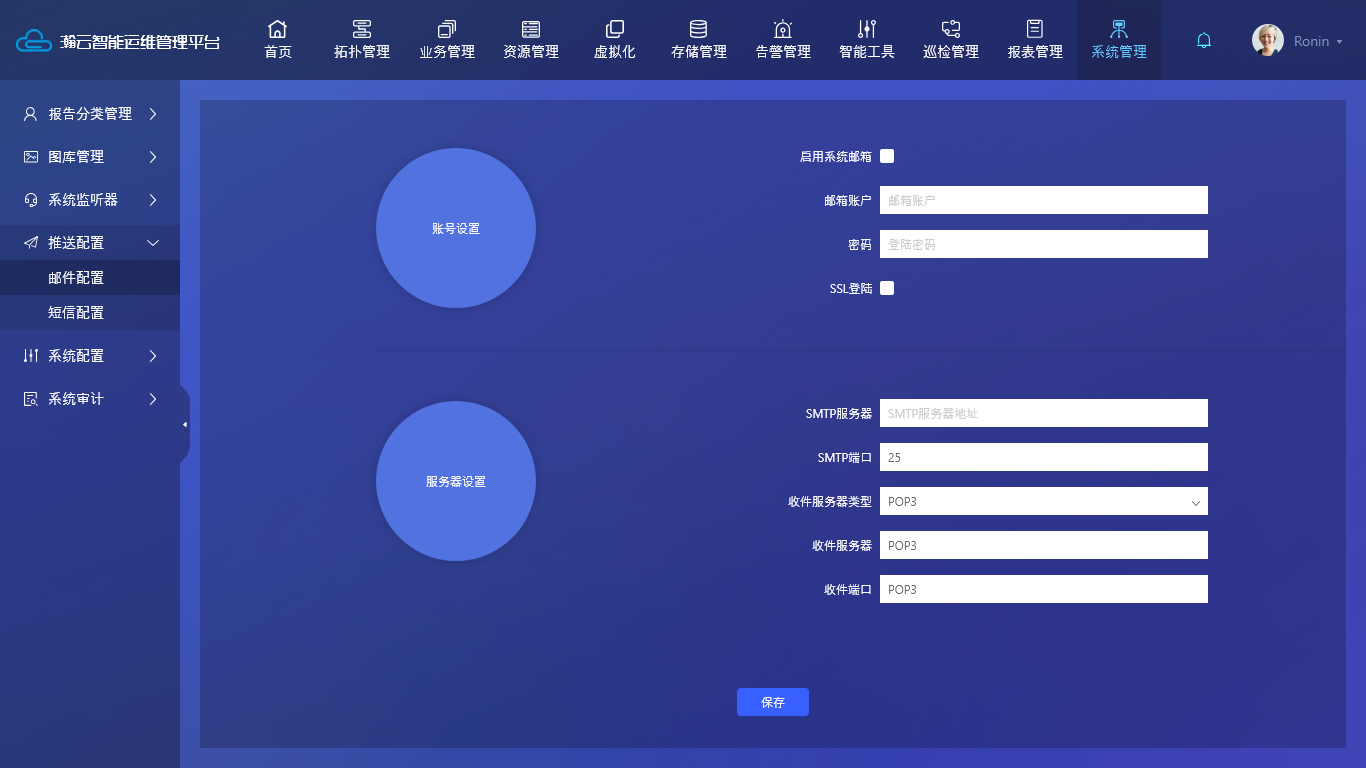 瀚云智能运维管理平台
首页
拓扑管理
业务管理
资源管理
虚拟化
存储管理
告警管理
智能工具
巡检管理
报表管理
系统管理
Ronin
报告分类管理
图库管理
系统监听器
推送配置
邮件配置
短信配置
系统配置
系统审计
账号设置
启用系统邮箱
邮箱账户 邮箱账户
密码 登陆密码
SSL登陆
服务器设置
SMTP服务器 SMTP服务器地址
SMTP端口 25
收件服务器类型 POP3
收件服务器 POP3
收件端口 POP3
保存